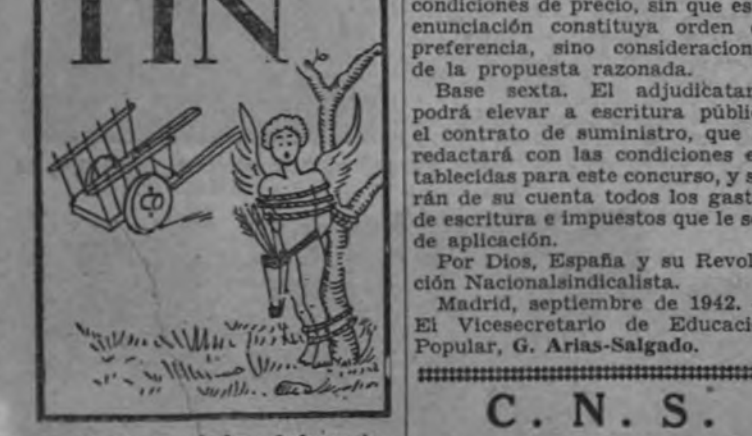 TIN
condiciones de precio, sin que es
enunciación constituya orden
preferencia, sino consideracion
de la propuesta razonada.
Base sexta. El adjudicatar
podrá elevar a escritura públi
el contrato de suministro, que
redactará con las condiciones e
tablecidas para este concurso, y s
rán de su cuenta todos los gast
de escritura e impuestos que le s
de aplicación.
Por Dios, España y su Revol
ción Nacionalsindicalista.
Madrid, septiembre de 1942.
El Vicesecretario de Educaci
Popular, G. Arias-Salgado.
C. N. S.